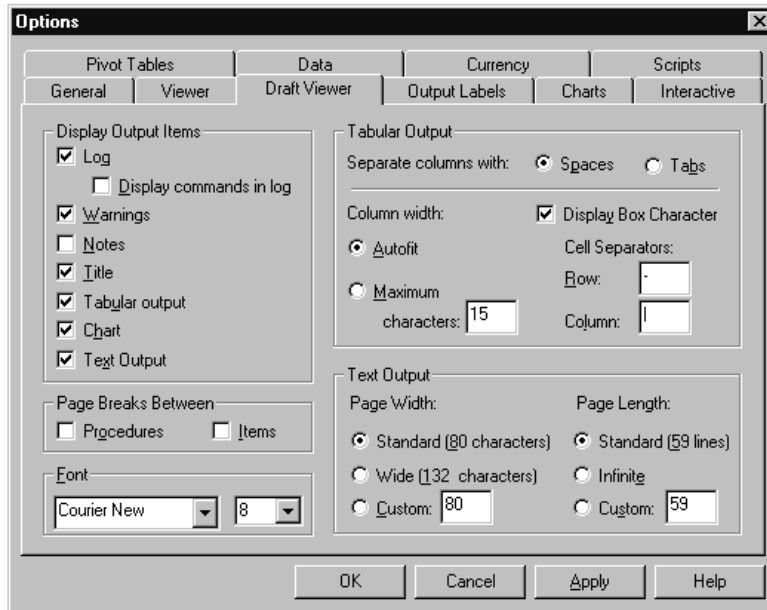 Options
Pivot Tables Data Currency Scripts
General Viewer Draft Viewer Output Labels Charts Interactive
Display Output Items
Log
Display commands in log
Warnings
Notes
Title
Tabular output
Chart
Text Output
Page Breaks Between
Procedures Items
Font
Courier New 8
Tabular Output
Separate columns with: Spaces Tabs
Column width:
Autofit
Maximum
characters: 15
Display Box Character
Cell Separators:
Row: -
Column: |
Text Output
Page Width:
Standard (80 characters)
Wide (132 characters)
Custom: 80
Page Length:
Standard (59 lines)
Infinite
Custom: 59
OK Cancel Apply Help